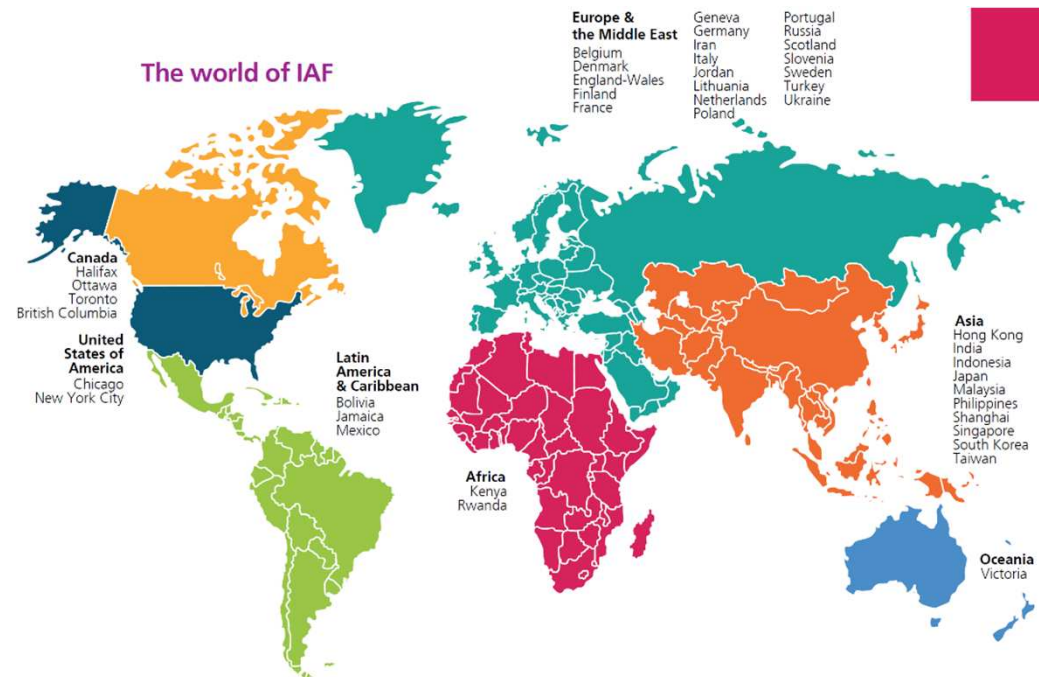 The world of IAF
Europe &
the Middle East
Belgium
Denmark
England-Wales
Finland
France
Geneva
Germany
Iran
Italy
Jordan
Lithuania
Netherlands
Poland
Portugal
Russia
Scotland
Slovenia
Sweden
Turkey
Ukraine
Canada
Halifax
Ottawa
Toronto
British Columbia
United
States of
America
Chicago
New York City
Latin
America
& Caribbean
Bolivia
Jamaica
Mexico
Africa
Kenya
Rwanda
Asia
Hong Kong
India
Indonesia
Japan
Malaysia
Philippines
Shanghai
Singapore
South Korea
Taiwan
Oceania
Victoria